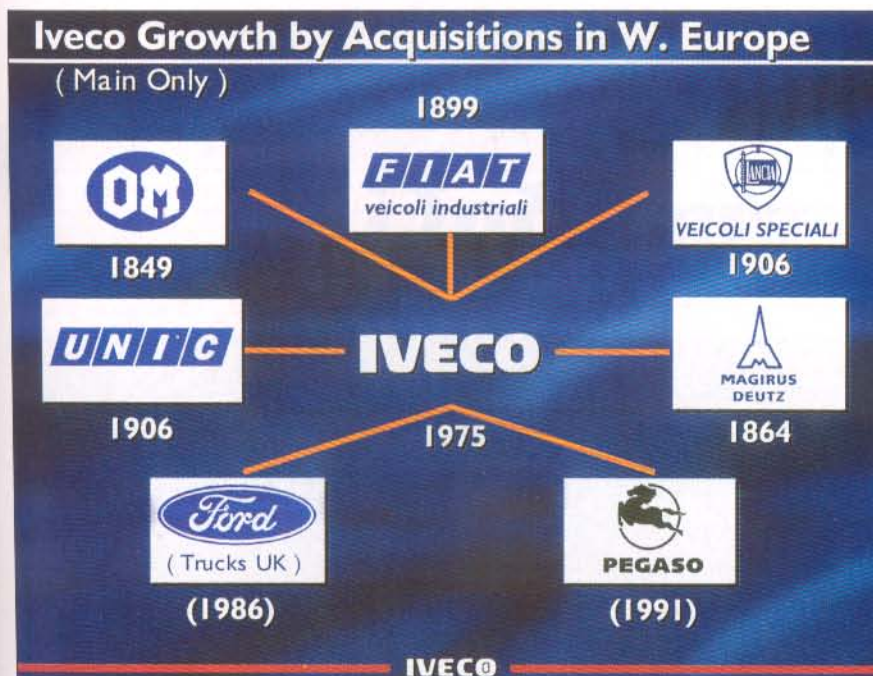 Iveco Growth by Acquisitions in W. Europe
( Main Only )
1899
OM
FIAT
veicoli industriali
LANCIA
VEICOLI SPECIALI
1849
1906
UNIC
IVECO
MAGIRUS
DEUTZ
1906
1975
1864
Ford
( Trucks UK )
PEGASO
(1986)
(1991)
IVECO